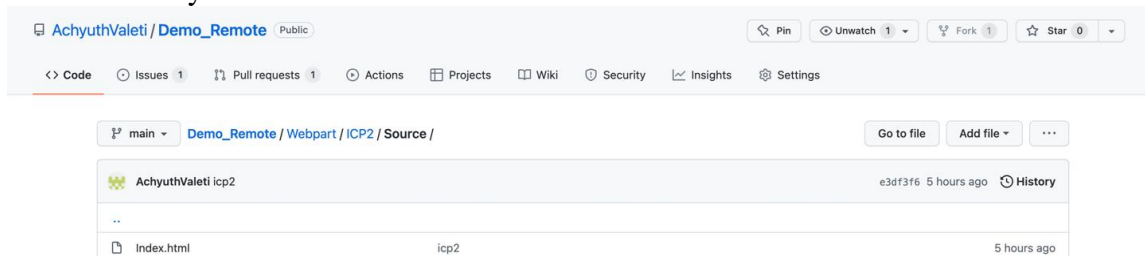 AchyuthValeti / Demo_Remote Public Pin Unwatch 1 Fork 1 Star 0
<> Code Issues 1 Pull requests 1 Actions Projects Wiki Security Insights Settings
main Demo_Remote / Webpart / ICP2 / Source / Go to file Add file ...
AchyuthValeti icp2 e3df3f6 5 hours ago History
..
Index.html icp2 5 hours ago